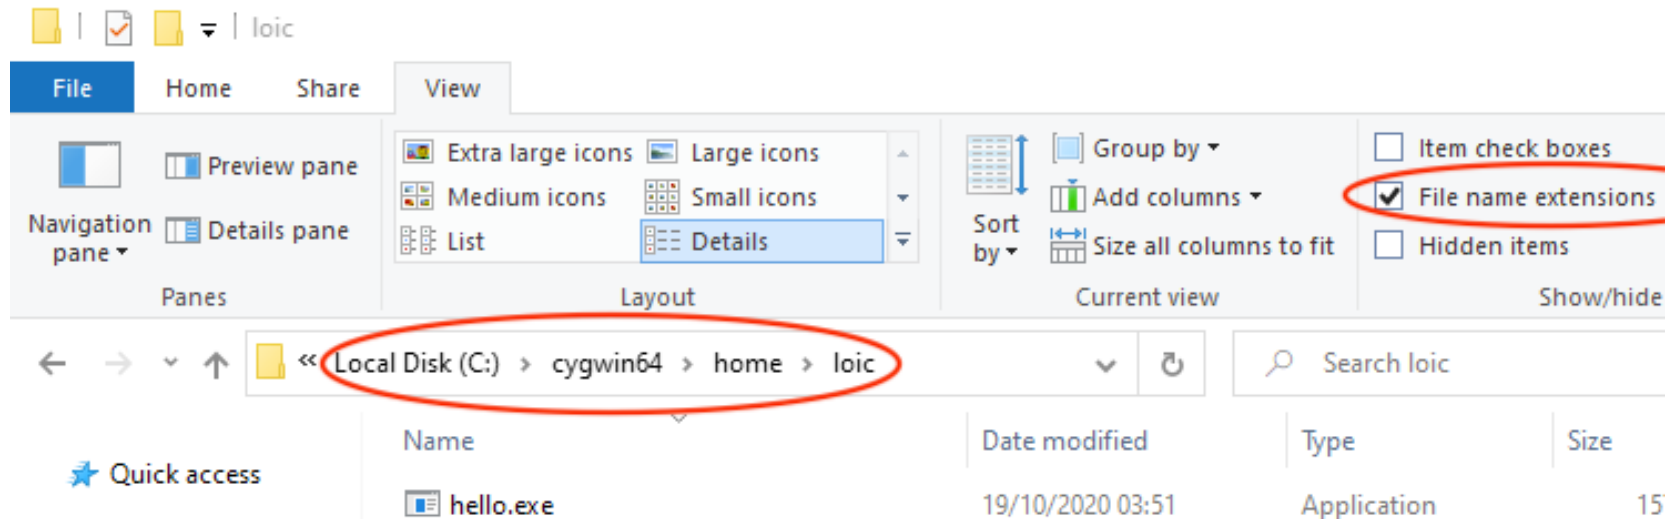 loic
File Home Share View
Navigation pane
Preview pane
Details pane
Panes
Extra large icons Large icons
Medium icons Small icons
List Details
Layout
Sort by
Group by
Add columns
Size all columns to fit
Current view
Item check boxes
File name extensions
Hidden items
Show/hide
« Local Disk (C:) > cygwin64 > home > loic
Search loic
Quick access
Name Date modified Type Size
hello.exe 19/10/2020 03:51 Application